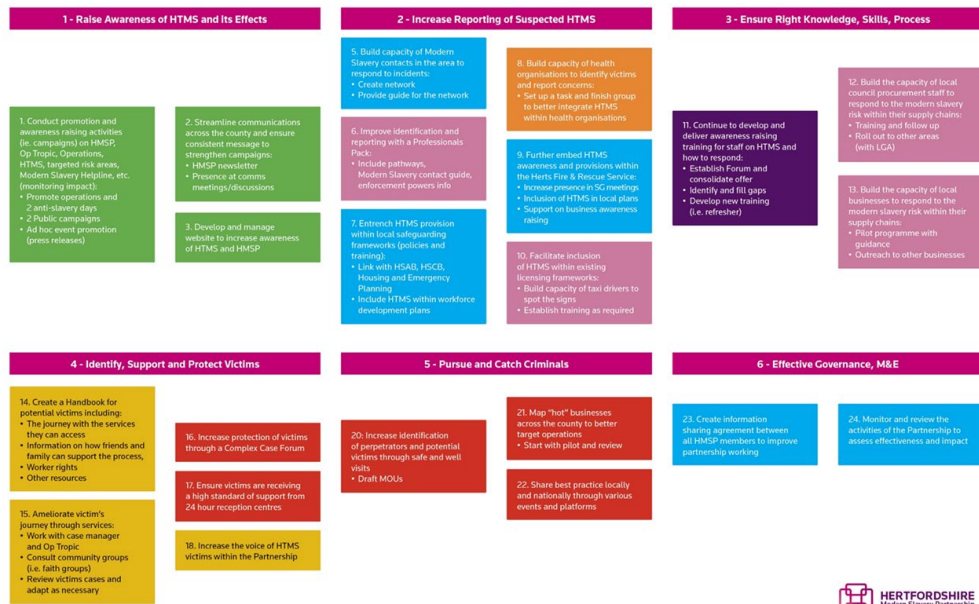 1 - Raise Awareness of HTMS and its Effects
1. Conduct promotion and
awareness raising activities
(ie. campaigns) on HMSP,
Op Tropic, Operations,
HTMS, targeted risk areas,
Modern Slavery Helpline, etc.
(monitoring impact):
• Promote operations and
2 anti-slavery days
• 2 Public campaigns
• Ad hoc event promotion
(press releases)
2. Streamline communications
across the county and ensure
consistent message to
strengthen campaigns:
• HMSP newsletter
• Presence at comms
meetings/discussions
3. Develop and manage
website to increase awareness
of HTMS and HMSP
2 - Increase Reporting of Suspected HTMS
5. Build capacity of Modern
Slavery contacts in the area to
respond to incidents:
• Create network
• Provide guide for the network
6. Improve identification and
reporting with a Professionals
Pack:
• Include pathways,
Modern Slavery contact guide,
enforcement powers info
7. Entrench HTMS provision
within local safeguarding
frameworks (policies and
training):
• Link with HSAB, HSCB,
Housing and Emergency
Planning
• Include HTMS within workforce
development plans
8. Build capacity of health
organisations to identify victims
and report concerns:
• Set up a task and finish group
to better integrate HTMS
within health organisations
9. Further embed HTMS
awareness and provisions within
the Herts Fire & Rescue Service:
• Increase presence in SG meetings
• Inclusion of HTMS in local plans
• Support on business awareness
raising
10. Facilitate inclusion
of HTMS within existing
licensing frameworks:
• Build capacity of taxi drivers to
spot the signs
• Establish training as required
3 - Ensure Right Knowledge, Skills, Process
11. Continue to develop and
deliver awareness raising
training for staff on HTMS and
how to respond:
• Establish Forum and
consolidate offer
• Identify and fill gaps
• Develop new training
(i.e. refresher)
12. Build the capacity of local
council procurement staff to
respond to the modern slavery
risk within their supply chains:
• Training and follow up
• Roll out to other areas
(with LGA)
13. Build the capacity of local
businesses to respond to the
modern slavery risk within their
supply chains:
• Pilot programme with
guidance
• Outreach to other businesses
4 - Identify, Support and Protect Victims
14. Create a Handbook for
potential victims including:
• The journey with the services
they can access
• Information on how friends and
family can support the process,
• Worker rights
• Other resources
15. Ameliorate victim's
journey through services:
• Work with case manager
and Op Tropic
• Consult community groups
(i.e. faith groups)
• Review victims cases and
adapt as necessary
16. Increase protection of victims
through a Complex Case Forum
17. Ensure victims are receiving
a high standard of support from
24 hour reception centres
18. Increase the voice of HTMS
victims within the Partnership
5 - Pursue and Catch Criminals
20: Increase identification
of perpetrators and potential
victims through safe and well
visits
• Draft MOUs
21. Map "hot" businesses
across the county to better
target operations
• Start with pilot and review
22. Share best practice locally
and nationally through various
events and platforms
6 - Effective Governance, M&E
23. Create information
sharing agreement between
all HMSP members to improve
partnership working
24. Monitor and review the
activities of the Partnership to
assess effectiveness and impact
HERTFORDSHIRE
Modern Slavery Partnership